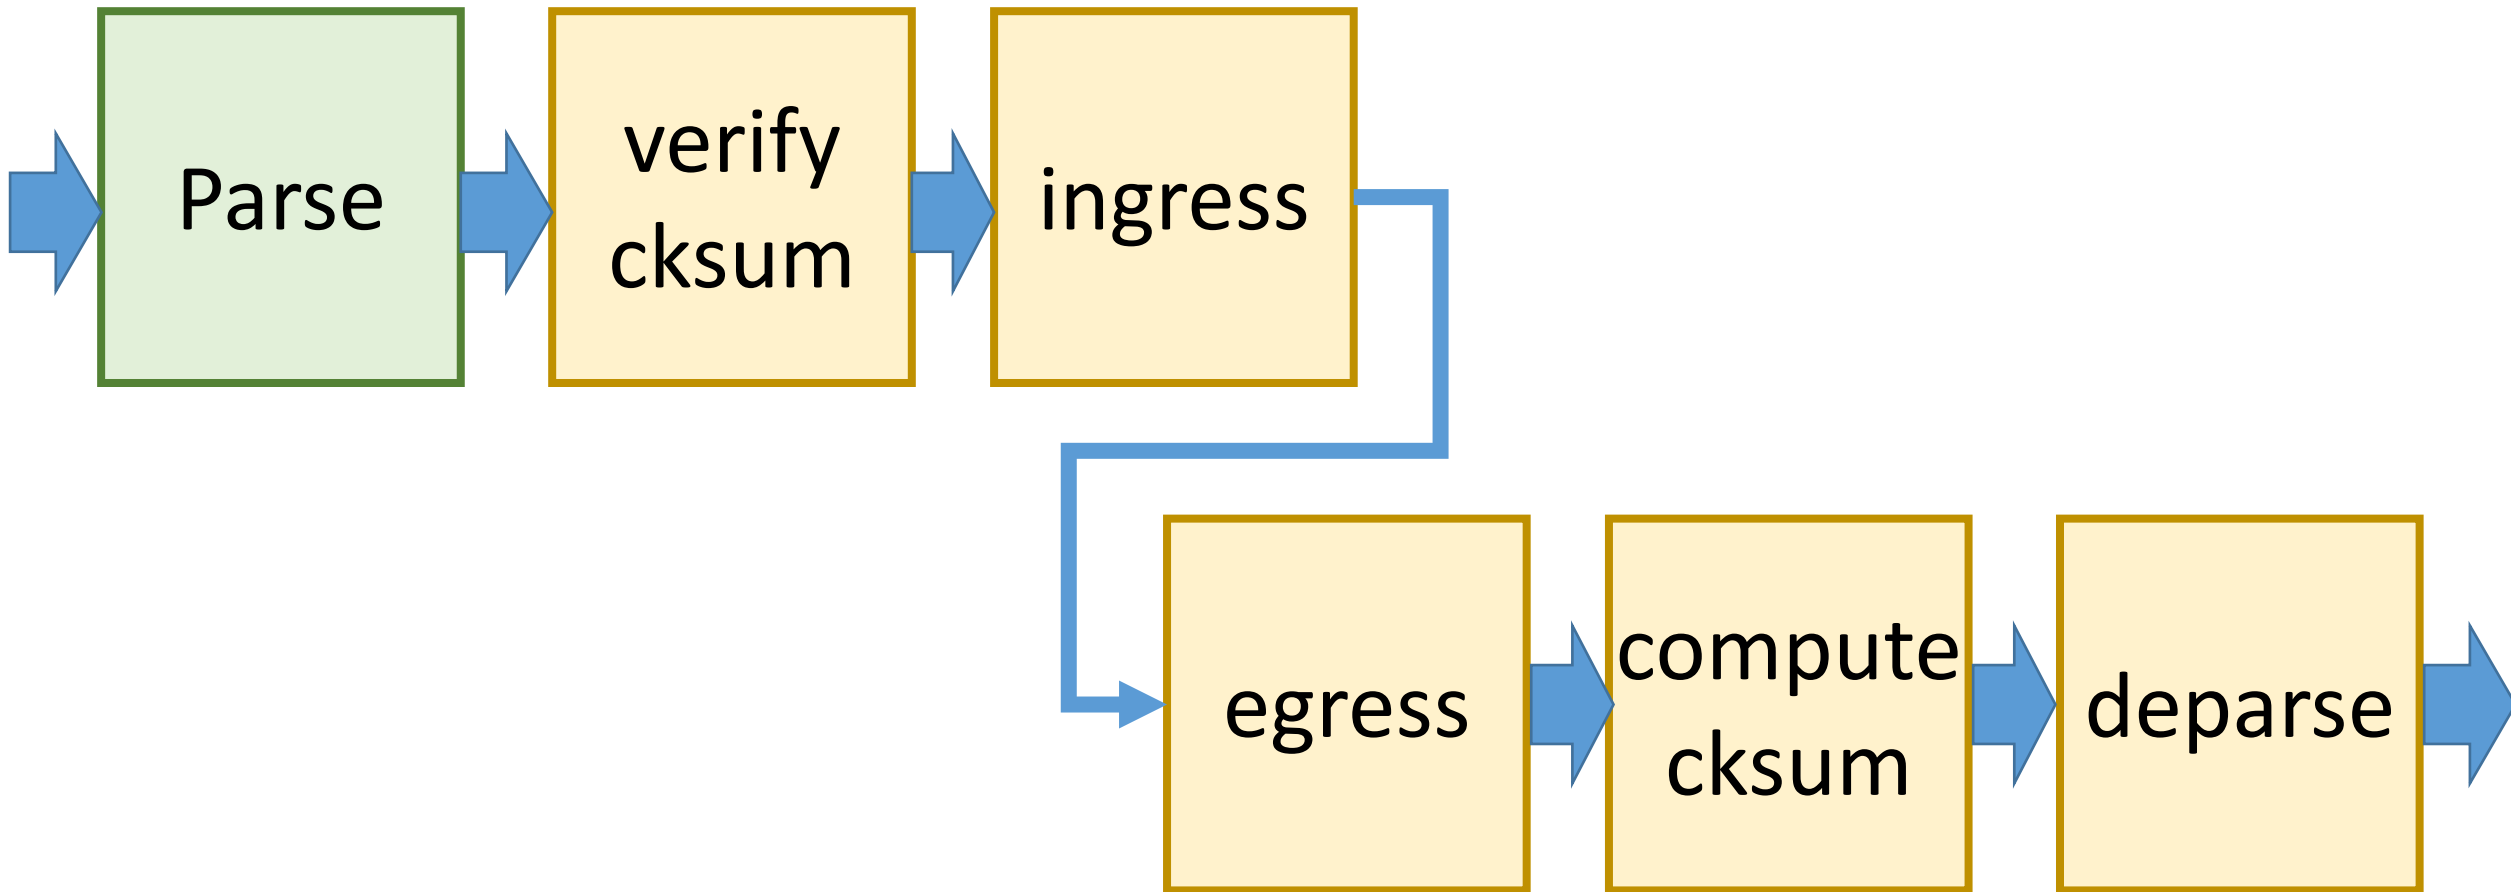 Parse
verify
cksum
ingress
egress
compute
cksum
deparse